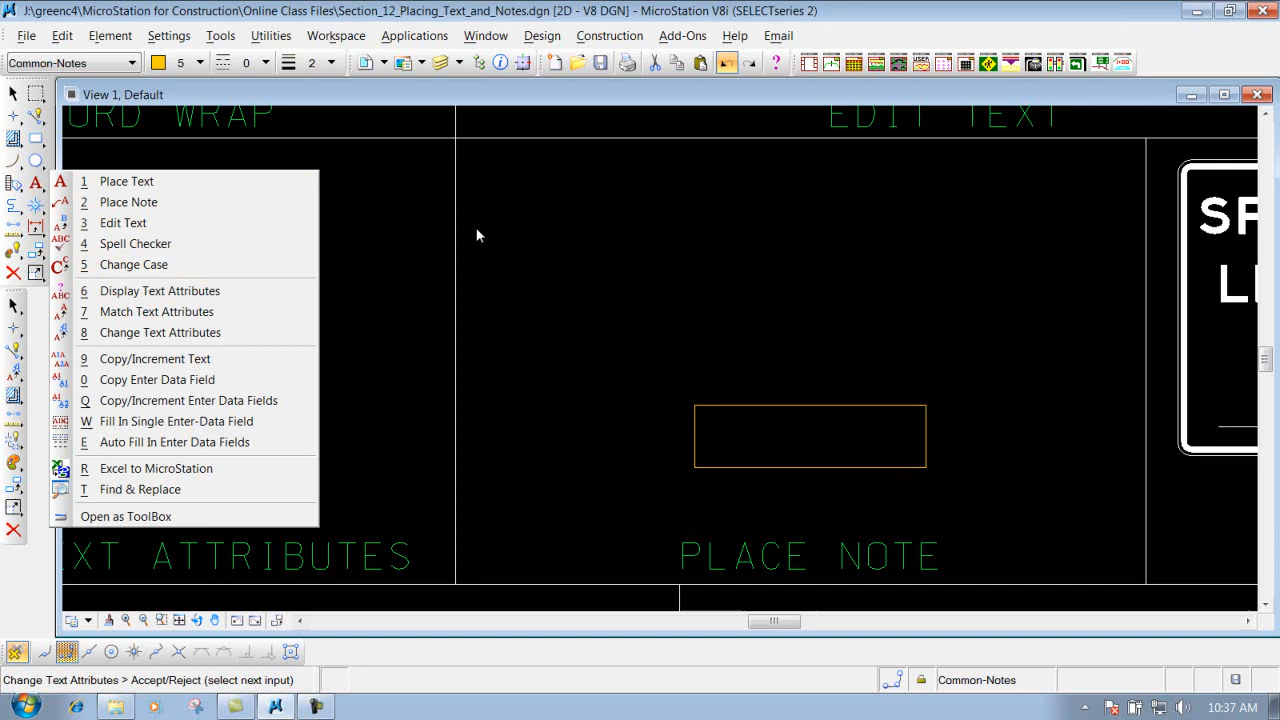 J:\greenc4\MicroStation for Construction\Online Class Files\Section_12_Placing_Text_and_Notes.dgn [2D - V8 DGN] - MicroStation V8i (SELECTseries 2)
File Edit Element Settings Tools Utilities Workspace Applications Window Design Construction Add-Ons Help Email
Common-Notes 5 0 2
View 1, Default
URD WRAP EDIT TEXT
1 Place Text
2 Place Note
3 Edit Text
4 Spell Checker
5 Change Case
6 Display Text Attributes
7 Match Text Attributes
8 Change Text Attributes
9 Copy/Increment Text
0 Copy Enter Data Field
Q Copy/Increment Enter Data Fields
W Fill In Single Enter-Data Field
E Auto Fill In Enter Data Fields
R Excel to MicroStation
T Find & Replace
Open as ToolBox
SP
LI
EXT ATTRIBUTES PLACE NOTE
Change Text Attributes > Accept/Reject (select next input) Common-Notes
10:37 AM